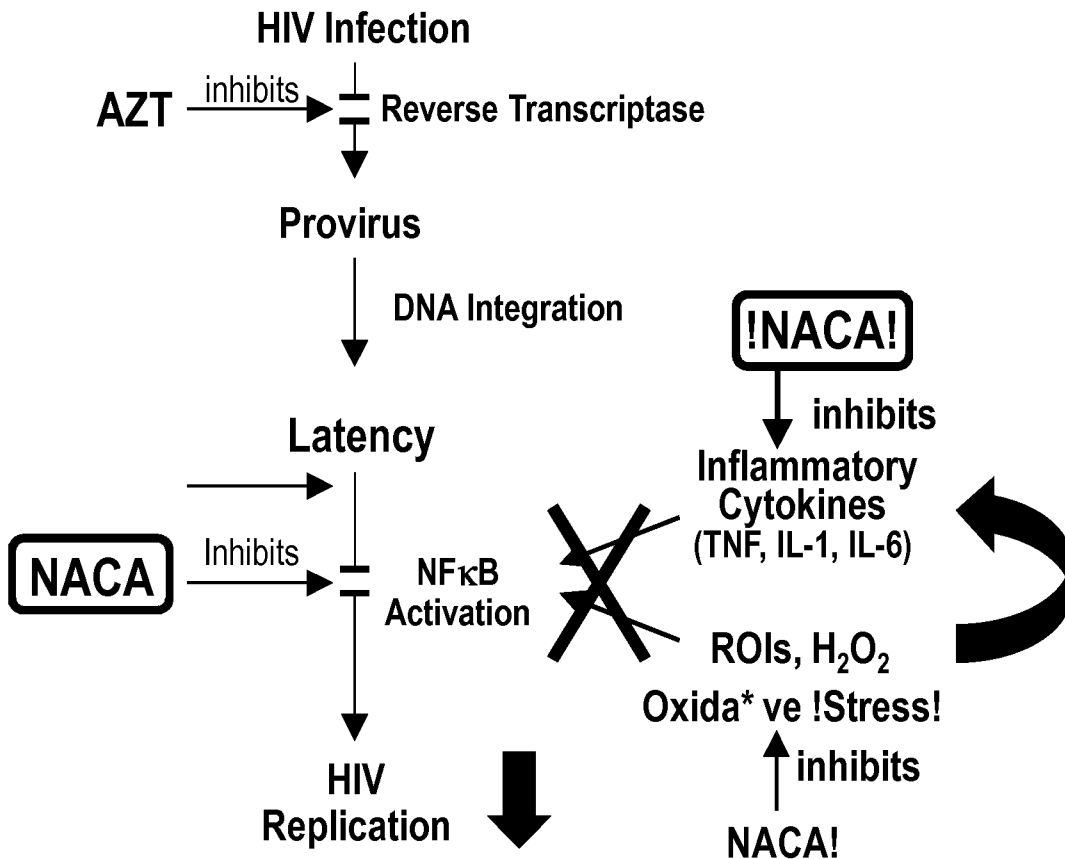 HIV Infection
AZT
inhibits
Reverse Transcriptase
Provirus
DNA Integration
!NACA!
inhibits
Latency
Inflammatory
Cytokines
(TNF, IL-1, IL-6)
NACA
Inhibits
NFκB
Activation
ROIs, H₂O₂
Oxida* ve !Stress!
inhibits
NACA!
HIV
Replication